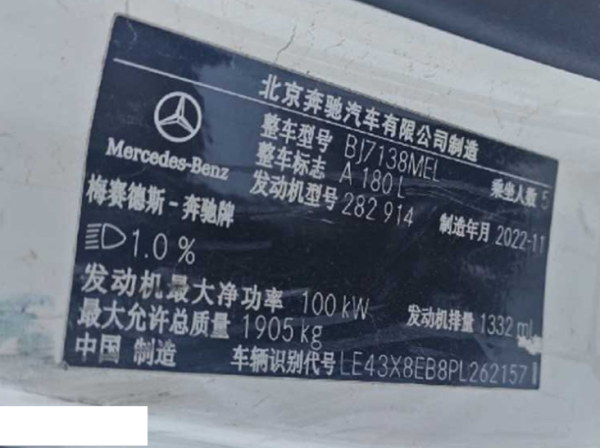 北京奔驰汽车有限公司制造
Mercedes-Benz
整车型号 BJ7138MEL 乘坐人数 5
整车标志 A 180 L
梅赛德斯-奔驰牌
发动机型号 282 914 制造年月 2022-11
1.0 %
发动机最大净功率 100 kW 发动机排量 1332 ml
最大允许总质量 1905 kg
中国 制造 车辆识别代号 LE43X8EB8PL262157